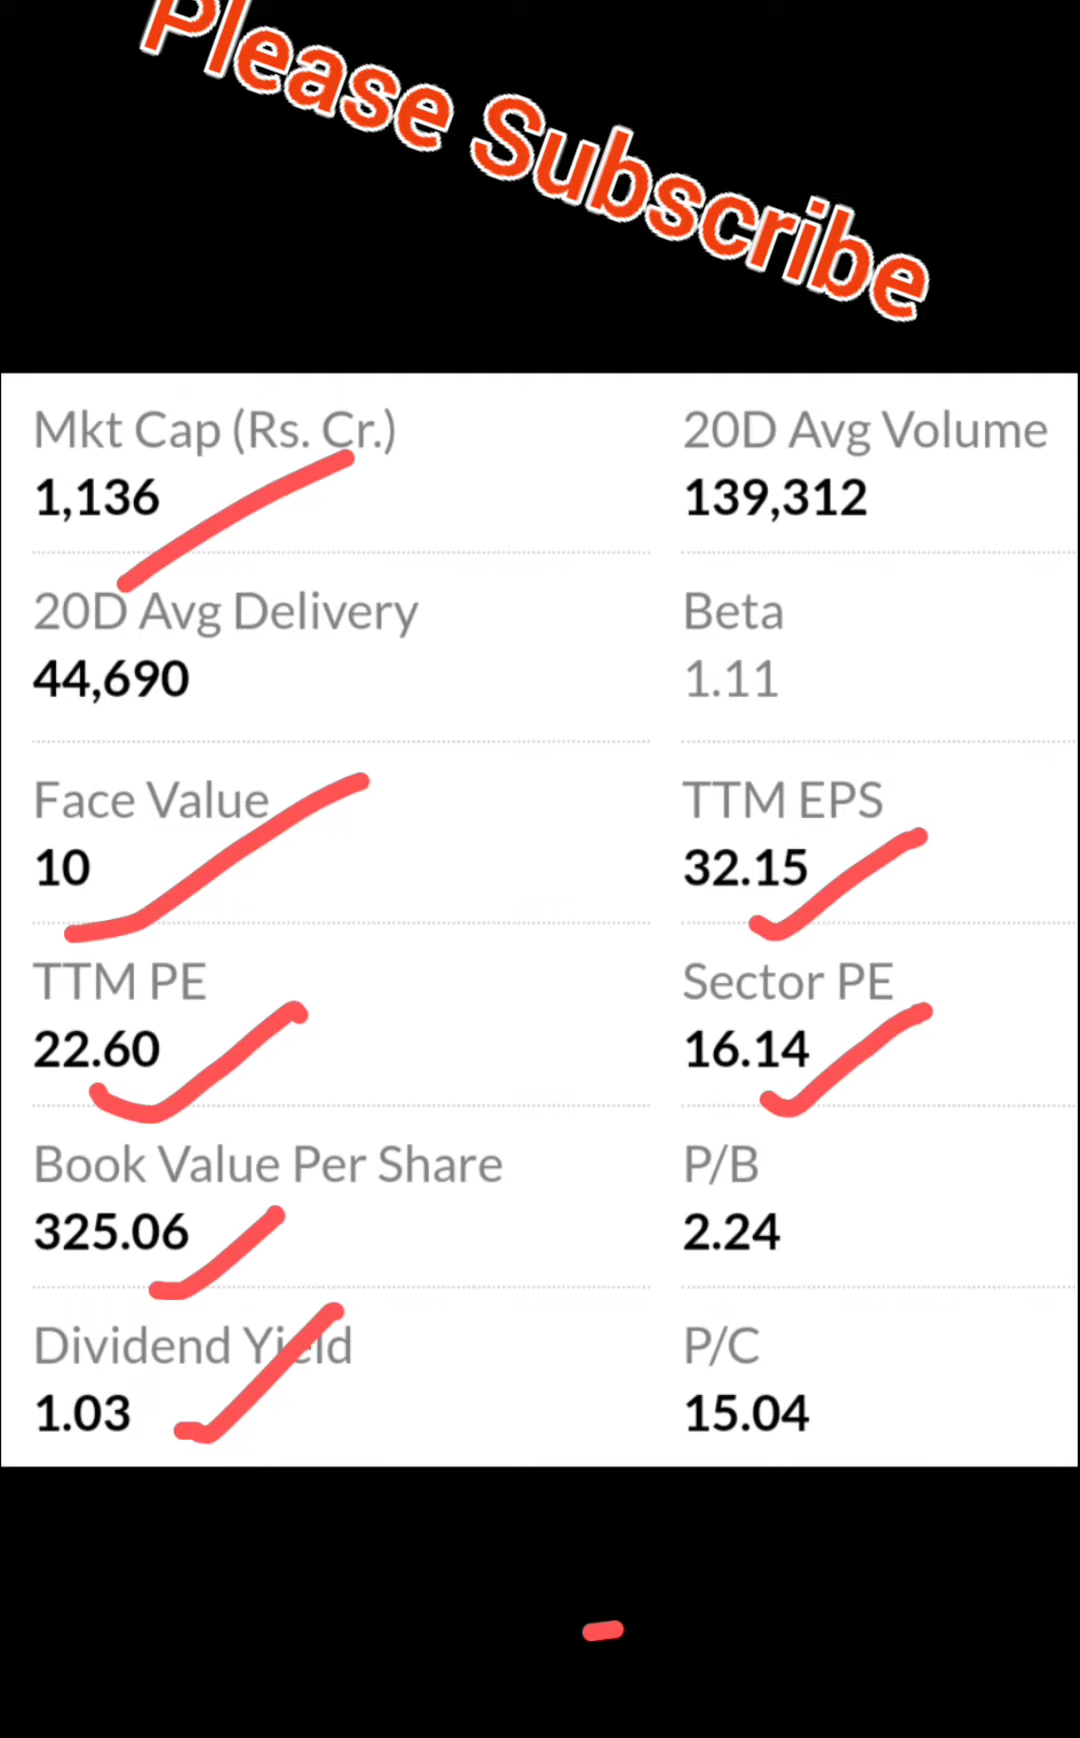 Please Subscribe
Mkt Cap (Rs. Cr.)
1,136
20D Avg Volume
139,312
20D Avg Delivery
44,690
Beta
1.11
Face Value
10
TTM EPS
32.15
TTM PE
22.60
Sector PE
16.14
Book Value Per Share
325.06
P/B
2.24
Dividend Yield
1.03
P/C
15.04